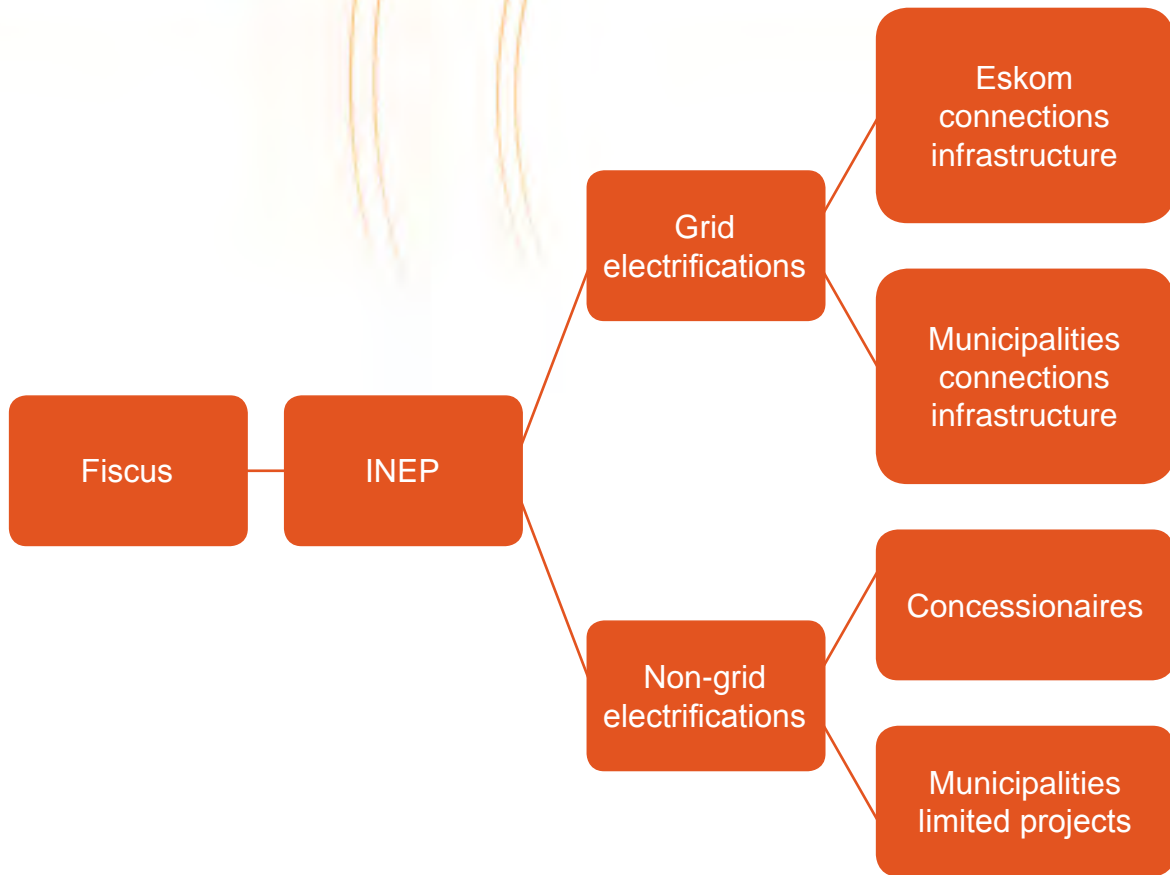 Fiscus
INEP
Grid
electrifications
Non-grid
electrifications
Eskom
connections
infrastructure
Municipalities
connections
infrastructure
Concessionaires
Municipalities
limited projects